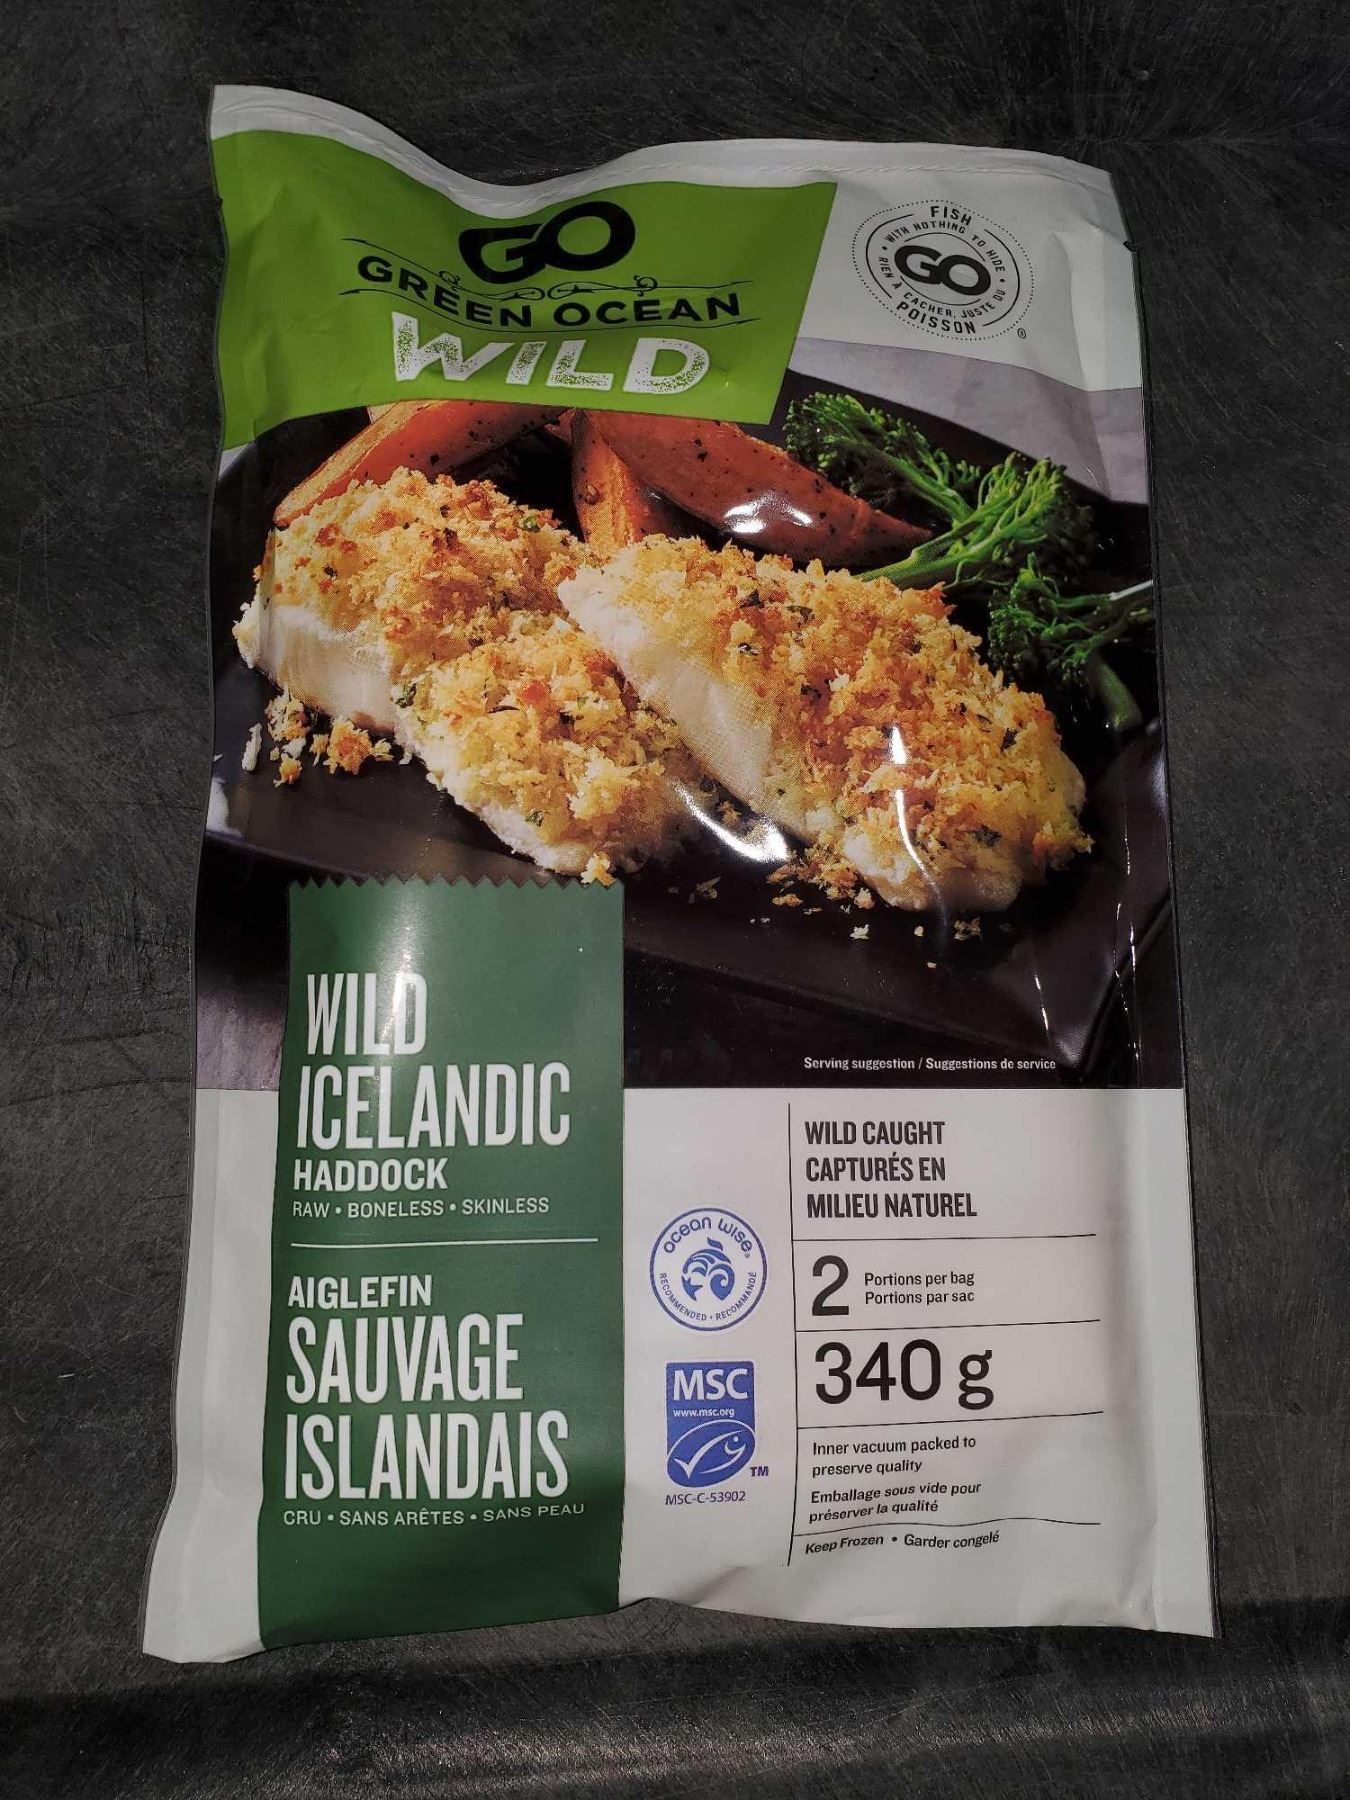 GO
GREEN OCEAN
WILD
FISH
WITH NOTHING TO HIDE
GO
RIEN À CACHER, JUSTE DU
POISSON
®
Serving suggestion / Suggestions de service
WILD
ICELANDIC
HADDOCK
RAW • BONELESS • SKINLESS
AIGLEFIN
SAUVAGE
ISLANDAIS
CRU • SANS ARÊTES • SANS PEAU
ocean wise®
RECOMMENDED • RECOMMANDÉ
MSC
www.msc.org
TM
MSC-C-53902
WILD CAUGHT
CAPTURÉS EN
MILIEU NATUREL
2
Portions per bag
Portions par sac
340 g
Inner vacuum packed to
preserve quality
Emballage sous vide pour
préserver la qualité
Keep Frozen • Garder congelé